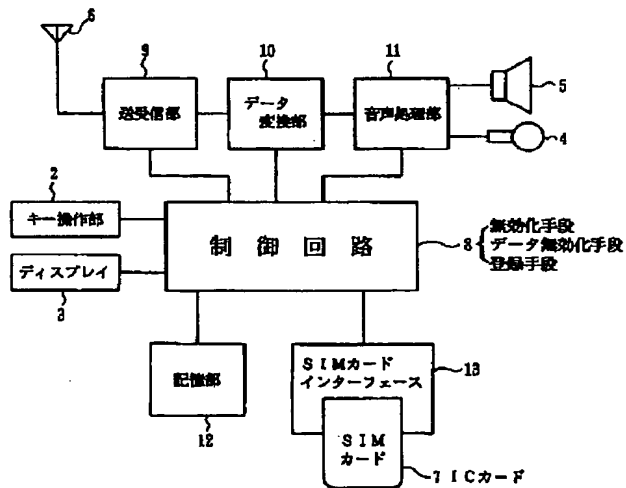 6
9
送受信部
10
データ
変換部
11
音声処理部
5
4
2
キー操作部
ディスプレイ
3
制御回路
8
無効化手段
データ無効化手段
登録手段
記憶部
12
SIMカード
インターフェース
13
SIM
カード
7 ICカード